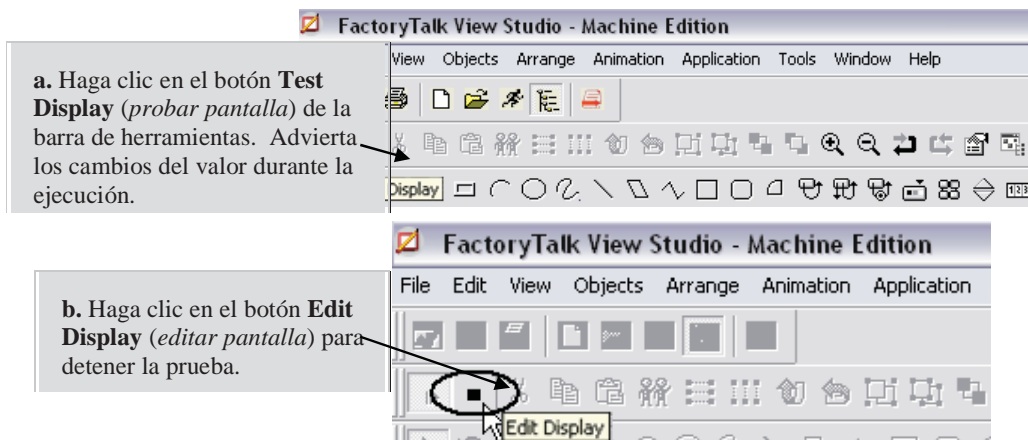 FactoryTalk View Studio - Machine Edition
View Objects Arrange Animation Application Tools Window Help
a. Haga clic en el botón Test
Display (probar pantalla) de la
barra de herramientas. Advierta
los cambios del valor durante la
ejecución.
Display
FactoryTalk View Studio - Machine Edition
File Edit View Objects Arrange Animation Application
b. Haga clic en el botón Edit
Display (editar pantalla) para
detener la prueba.
Edit Display